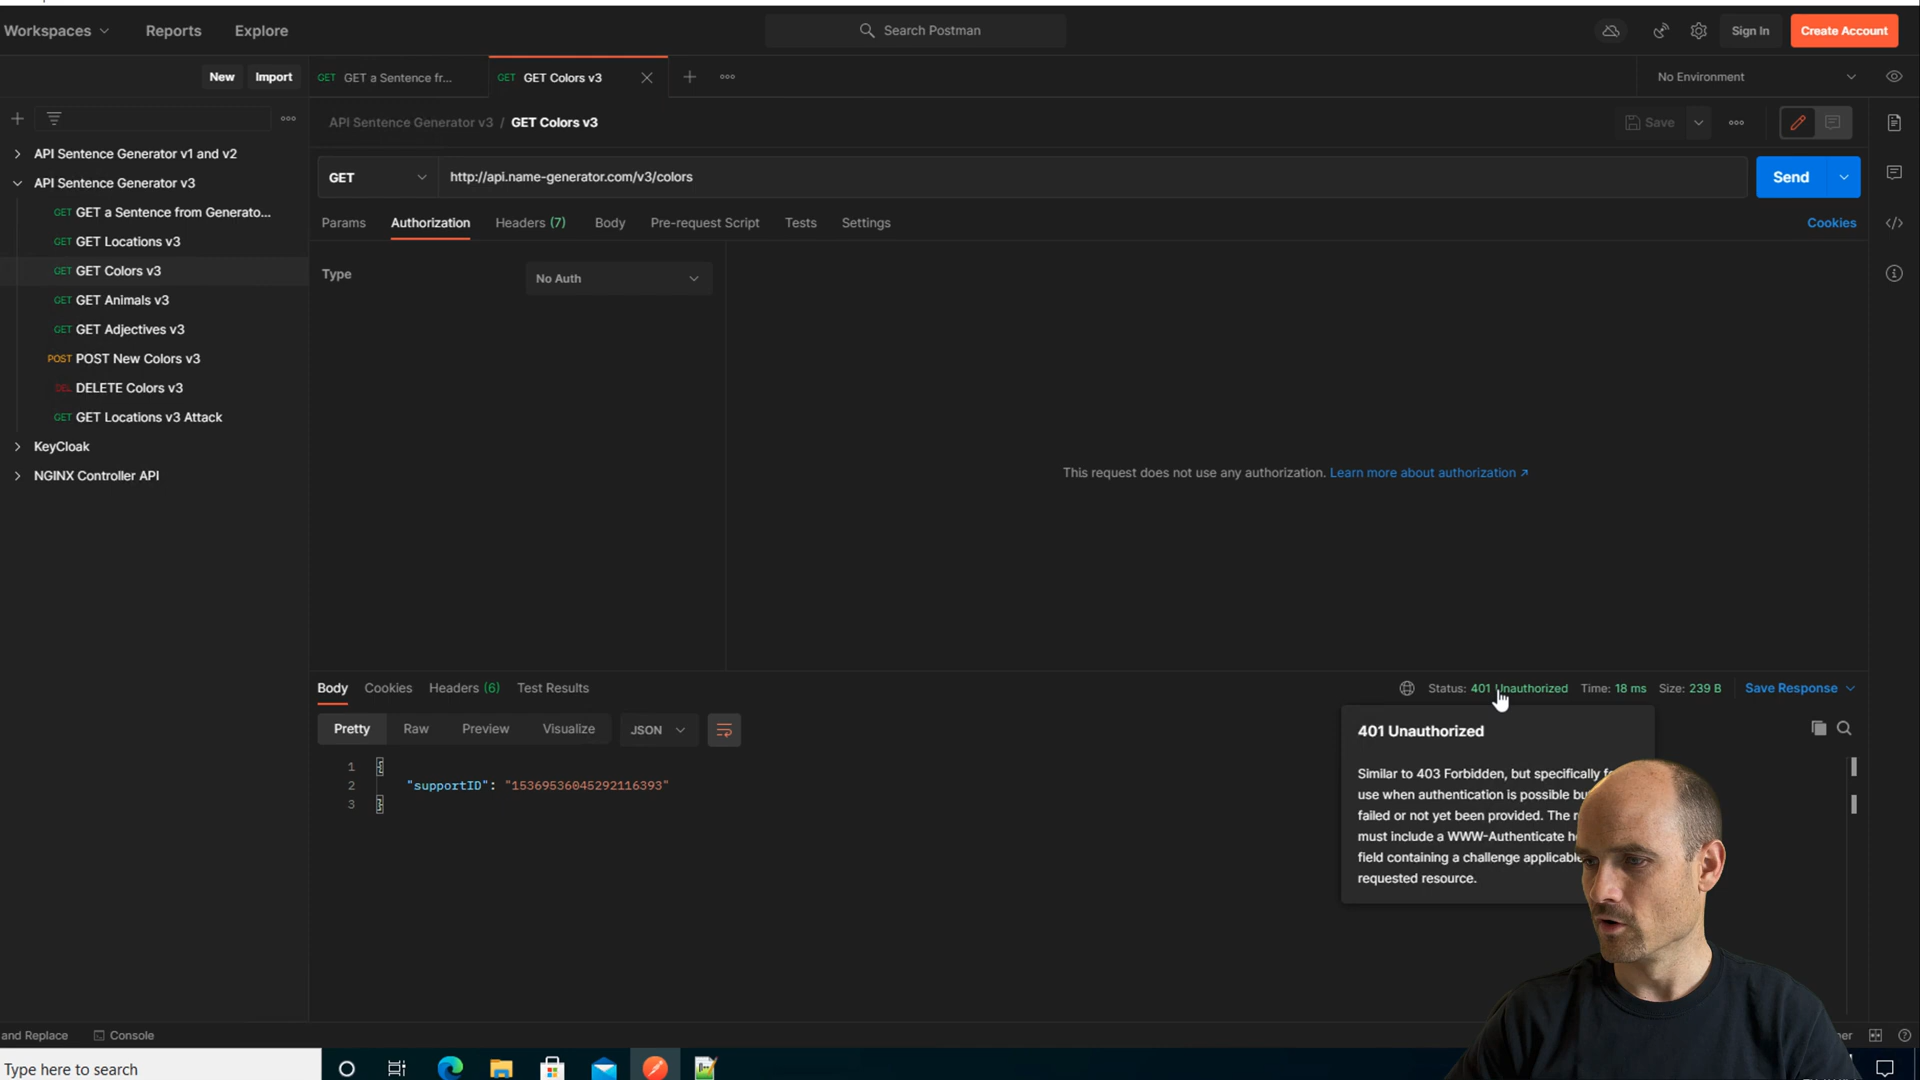 Workspaces
Reports
Explore
Search Postman
Sign In
Create Account
New
Import
GET GET a Sentence fr...
GET GET Colors v3
No Environment
API Sentence Generator v3 / GET Colors v3
Save
API Sentence Generator v1 and v2
API Sentence Generator v3
GET GET a Sentence from Generato...
GET GET Locations v3
GET GET Colors v3
GET GET Animals v3
GET GET Adjectives v3
POST POST New Colors v3
DEL DELETE Colors v3
GET GET Locations v3 Attack
KeyCloak
NGINX Controller API
GET
http://api.name-generator.com/v3/colors
Send
Params
Authorization
Headers (7)
Body
Pre-request Script
Tests
Settings
Cookies
Type
No Auth
This request does not use any authorization. Learn more about authorization
Body
Cookies
Headers (6)
Test Results
Status: 401 Unauthorized
Time: 18 ms
Size: 239 B
Save Response
Pretty
Raw
Preview
Visualize
JSON
1 {
2 "supportID": "15369536045292116393"
3 }
401 Unauthorized
Similar to 403 Forbidden, but specifically
use when authentication is possible
failed or not yet been provided. The
must include a WWW-Authenticate
field containing a challenge applicable
requested resource.
and Replace
Console
Type here to search